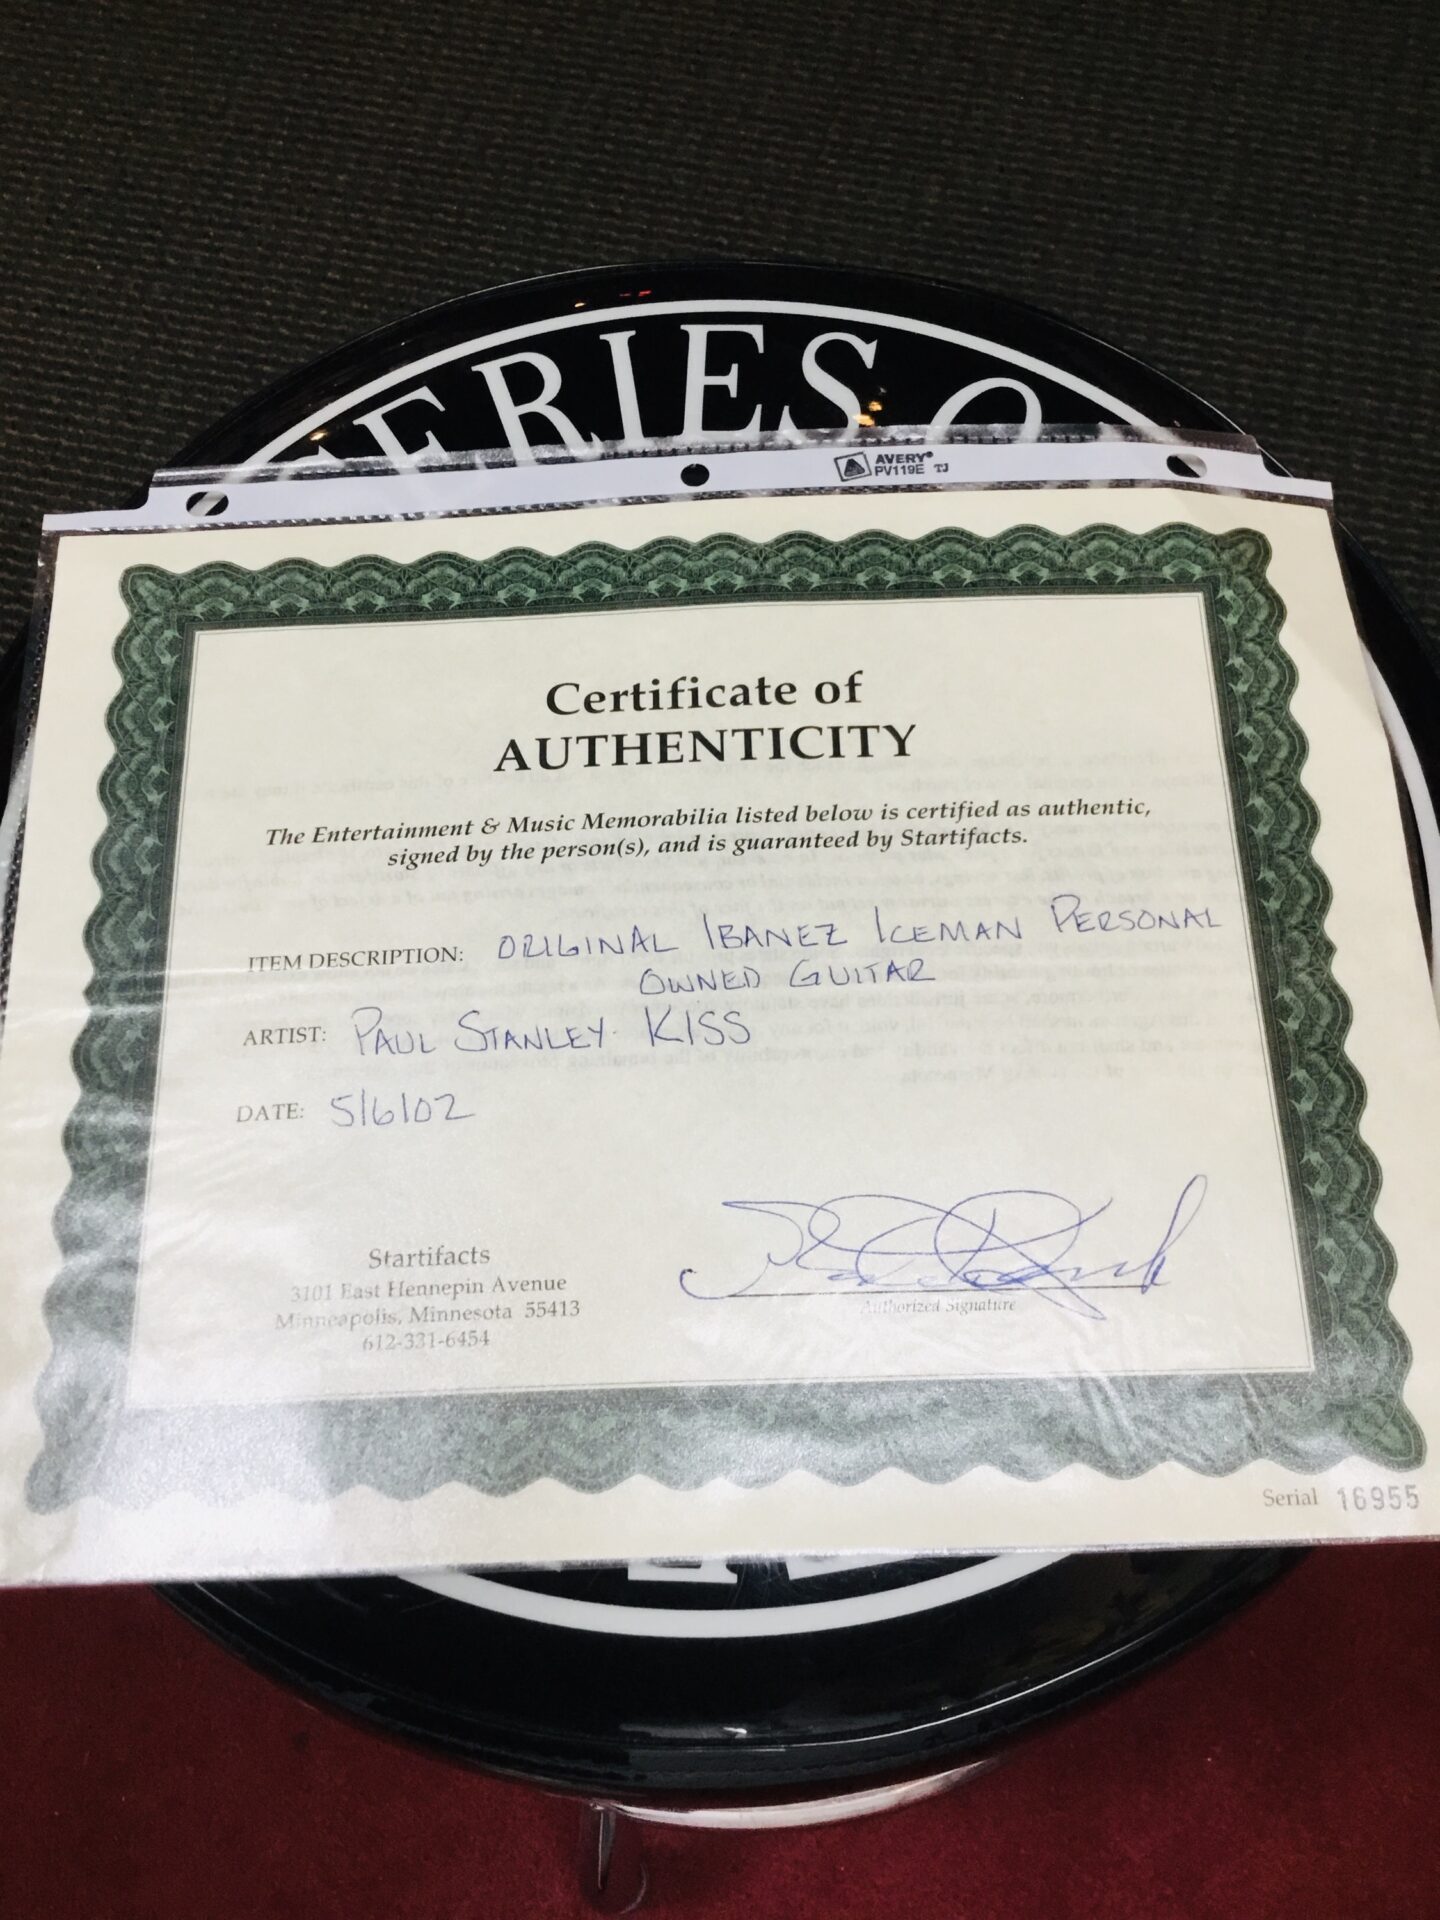 ERIES O
AVERY®
PV119E TJ
Certificate of
AUTHENTICITY
The Entertainment & Music Memorabilia listed below is certified as authentic,
signed by the person(s), and is guaranteed by Startifacts.
ITEM DESCRIPTION: ORIGINAL IBANEZ ICEMAN PERSONAL
OWNED GUITAR
ARTIST: PAUL STANLEY - KISS
DATE: 5/6/02
Startifacts
3101 East Hennepin Avenue
Minneapolis, Minnesota 55413
612-331-6454
Authorized Signature
Serial 16955